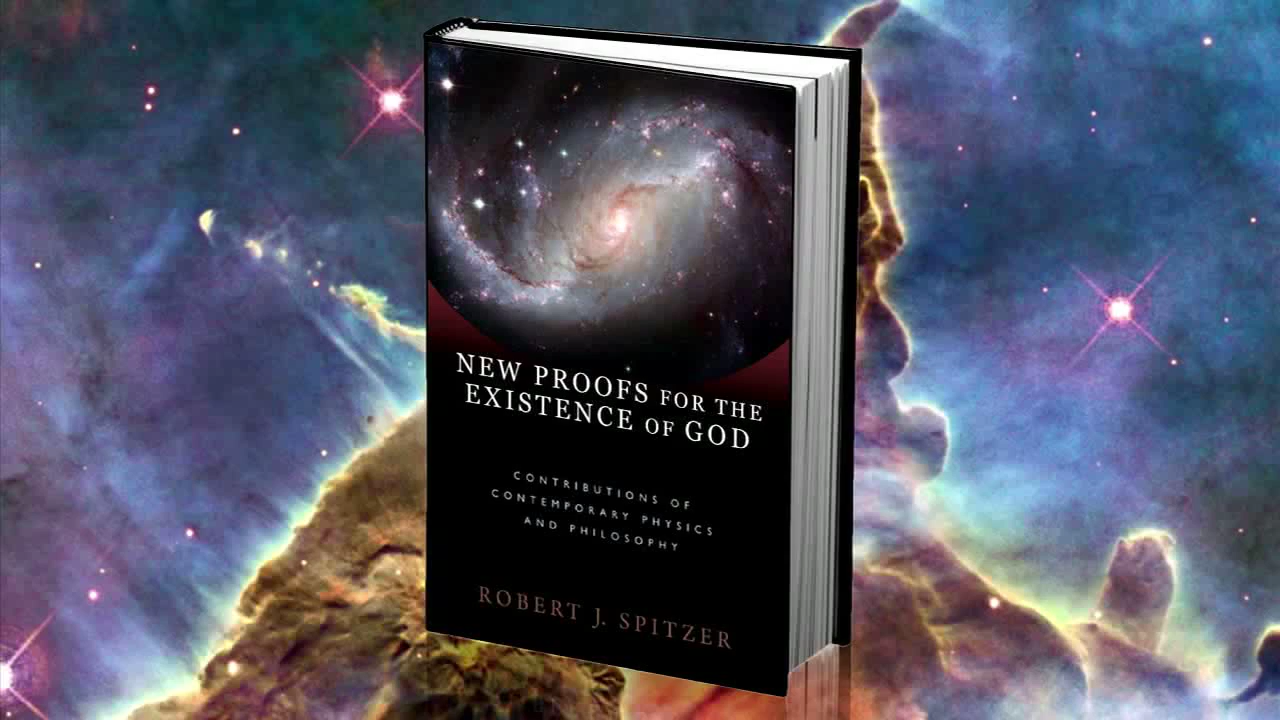 NEW PROOFS FOR THE
EXISTENCE OF GOD
CONTRIBUTIONS OF
CONTEMPORARY PHYSICS
AND PHILOSOPHY
ROBERT J. SPITZER